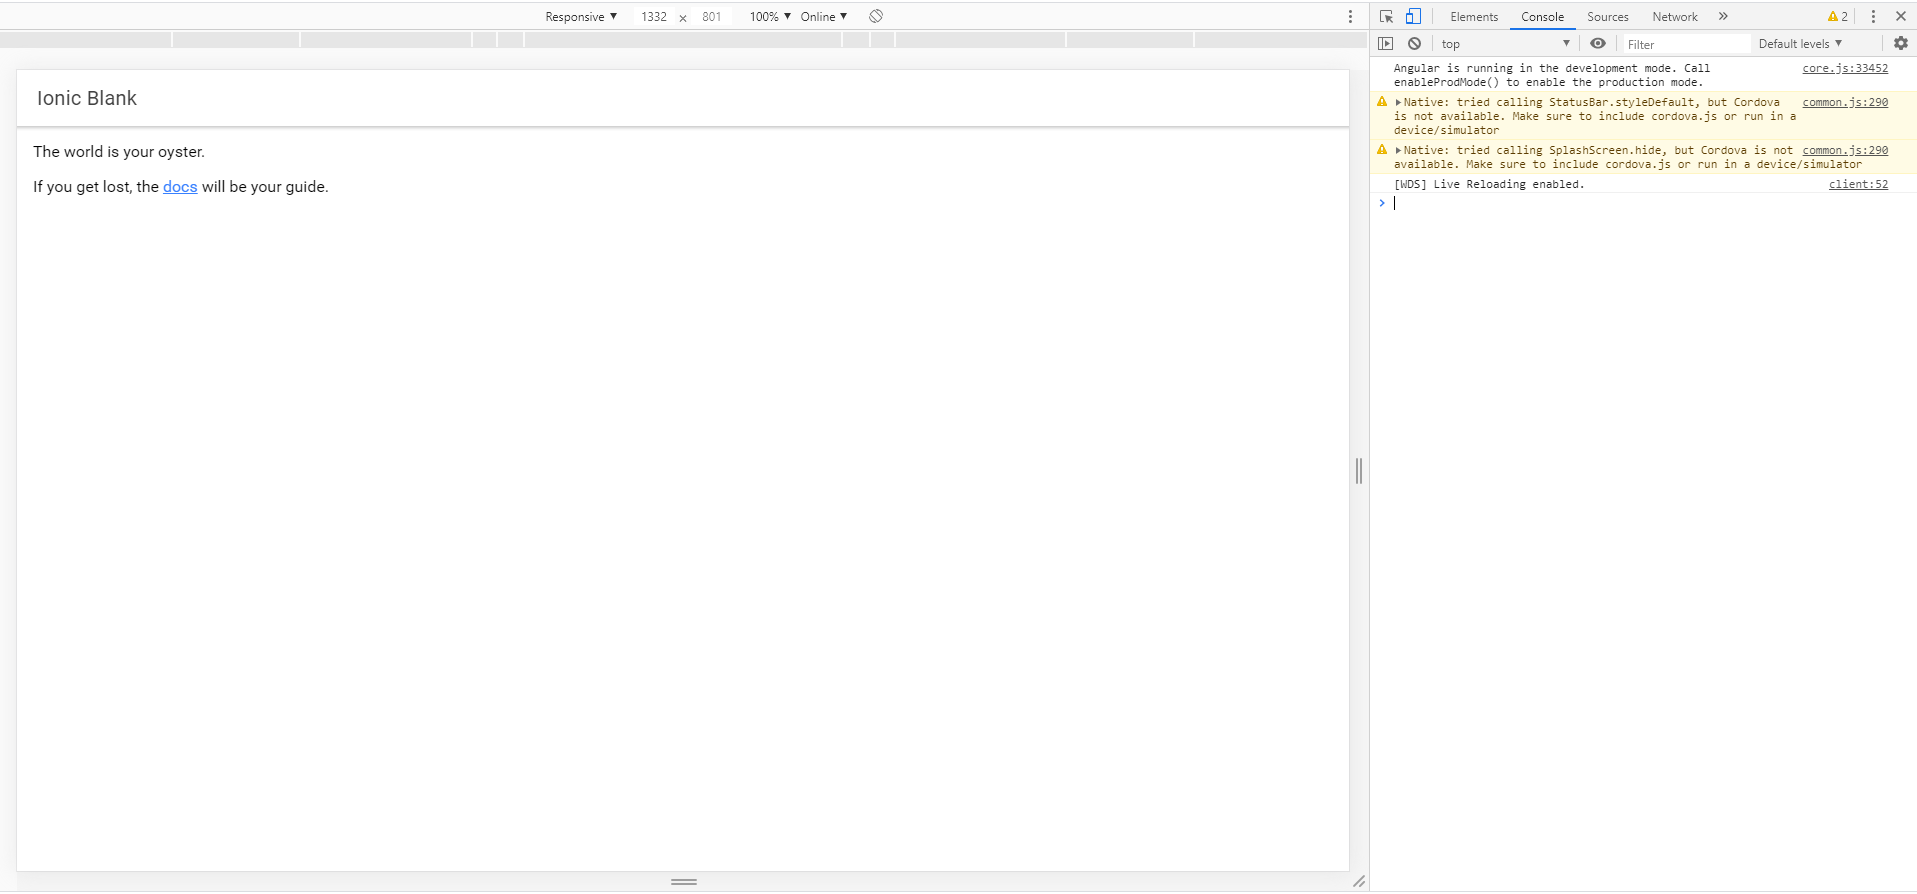 Responsive ▼ 1332 × 801 100% ▼ Online ▼
Elements Console Sources Network » 2
top ▼ Filter Default levels ▼
Ionic Blank
The world is your oyster.
If you get lost, the docs will be your guide.
Angular is running in the development mode. Call core.js:33452
enableProdMode() to enable the production mode.
Native: tried calling StatusBar.styleDefault, but Cordova common.js:290
is not available. Make sure to include cordova.js or run in a
device/simulator
Native: tried calling SplashScreen.hide, but Cordova is not common.js:290
available. Make sure to include cordova.js or run in a device/simulator
[WDS] Live Reloading enabled. client:52